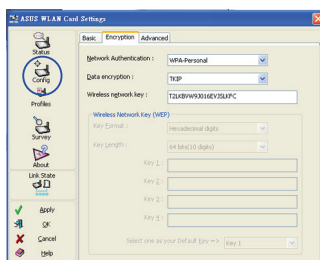 ASUS WLAN Card Settings
Status
Config
Profiles
Survey
About
Link State
Apply
OK
Cancel
Help
Basic Encryption Advanced
Network Authentication : WPA-Personal
Data encryption : TKIP
Wireless network key : T2LKBVW9J016EVJSLKFC
Wireless Network Key (WEP)
Key Format : Hexadecimal digits
Key Length : 64 bits(10 digits)
Key 1 :
Key 2 :
Key 3 :
Key 4 :
Select one as your Default Key => Key 1